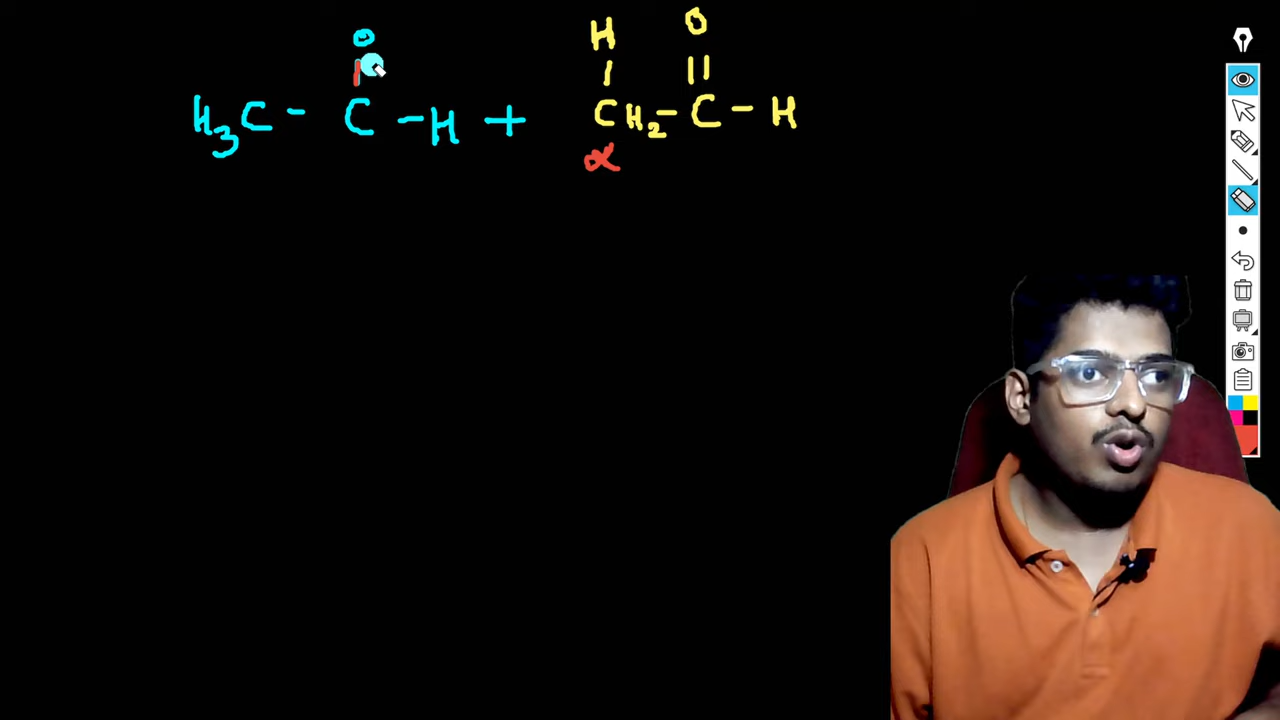 O H O
H3C - C - H + CH2 - C - H
α